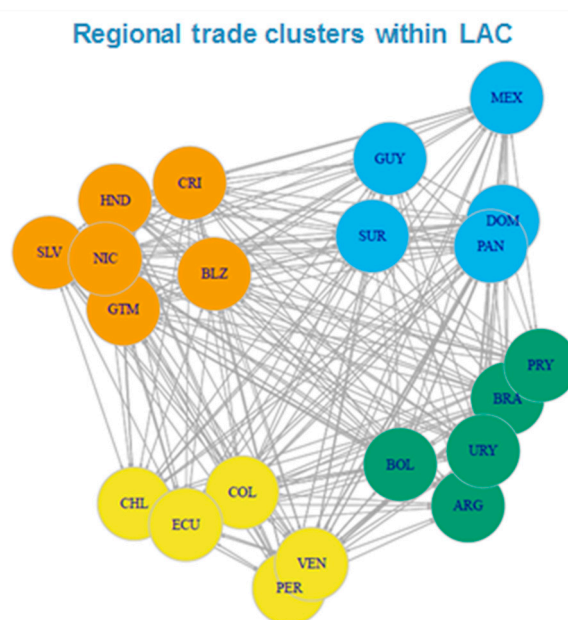 Regional trade clusters within LAC
MEX
GUY
CRI
HND
DOM
SUR
PAN
SLV
NIC
BLZ
GTM
PRY
BRA
URY
BOL
COL
CHL
ARG
ECU
VEN
PER